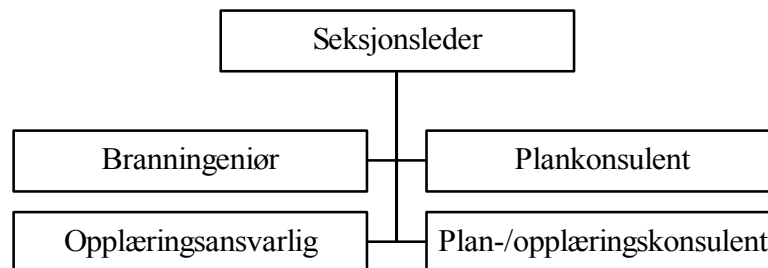 Seksjonsleder
Branningeniør
Plankonsulent
Opplæringsansvarlig
Plan-/opplæringskonsulent